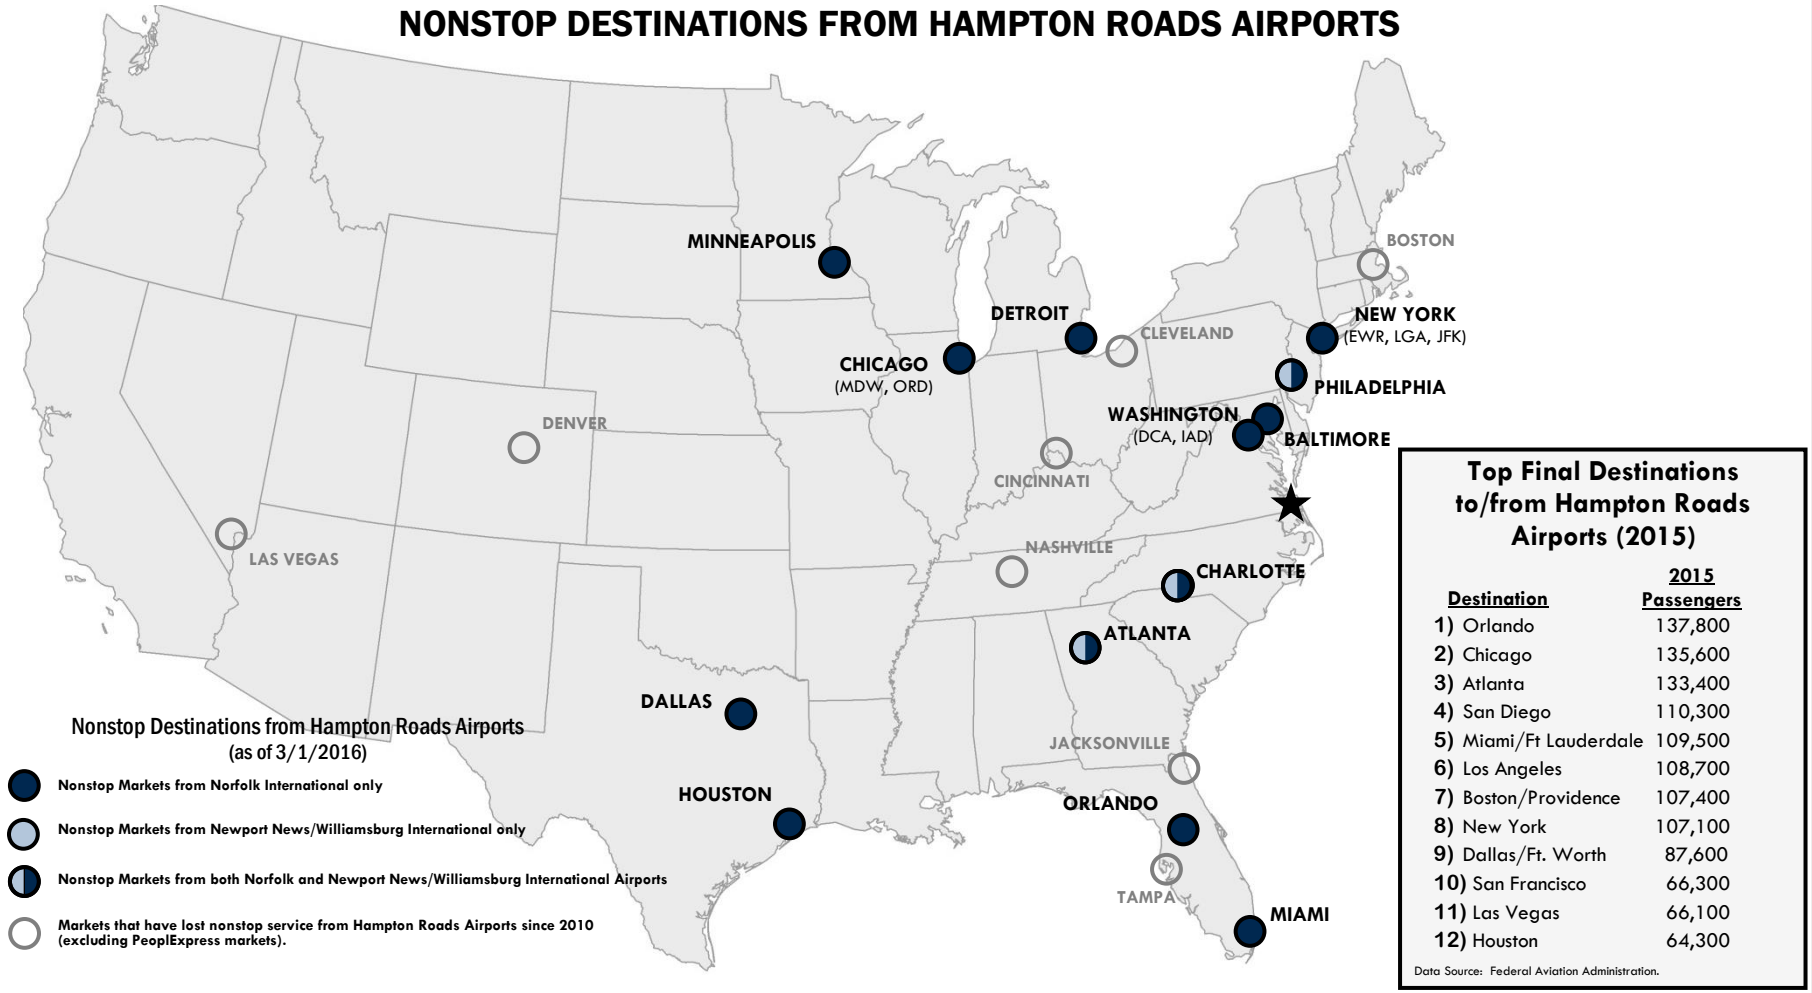 NONSTOP DESTINATIONS FROM HAMPTON ROADS AIRPORTS
MINNEAPOLIS
BOSTON
DETROIT
NEW YORK
(EWR, LGA, JFK)
CLEVELAND
CHICAGO
(MDW, ORD)
PHILADELPHIA
WASHINGTON
(DCA, IAD)
BALTIMORE
DENVER
CINCINNATI
LAS VEGAS
NASHVILLE
CHARLOTTE
ATLANTA
DALLAS
JACKSONVILLE
HOUSTON
ORLANDO
TAMPA
MIAMI
Nonstop Destinations from Hampton Roads Airports
(as of 3/1/2016)
Nonstop Markets from Norfolk International only
Nonstop Markets from Newport News/Williamsburg International only
Nonstop Markets from both Norfolk and Newport News/Williamsburg International Airports
Markets that have lost nonstop service from Hampton Roads Airports since 2010
(excluding PeoplExpress markets).
Top Final Destinations
to/from Hampton Roads
Airports (2015)
2015
Destination Passengers
1) Orlando 137,800
2) Chicago 135,600
3) Atlanta 133,400
4) San Diego 110,300
5) Miami/Ft Lauderdale 109,500
6) Los Angeles 108,700
7) Boston/Providence 107,400
8) New York 107,100
9) Dallas/Ft. Worth 87,600
10) San Francisco 66,300
11) Las Vegas 66,100
12) Houston 64,300
Data Source: Federal Aviation Administration.